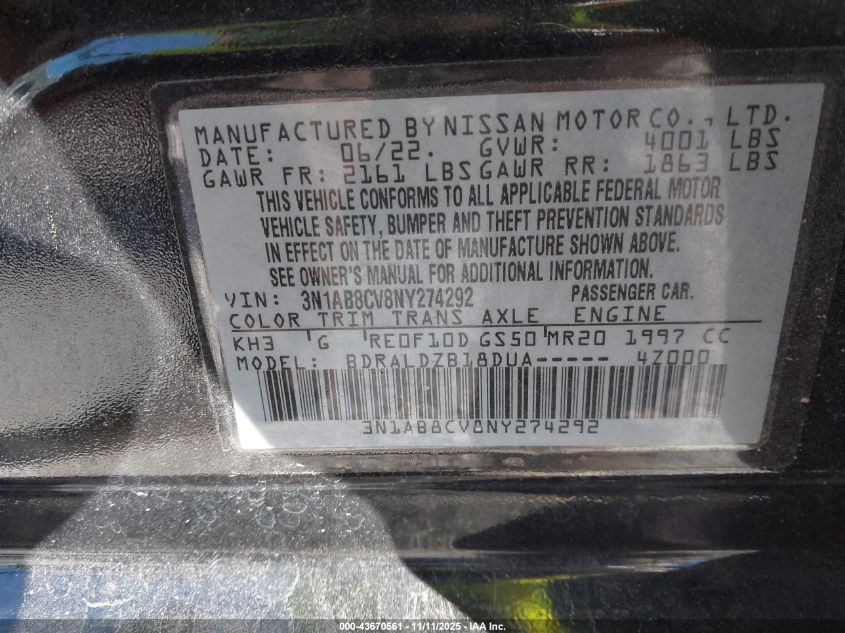 MANUFACTURED BY NISSAN MOTOR CO., LTD.
DATE: 06/22. GVWR: 4001 LBS
GAWR FR: 2161 LBS GAWR RR: 1863 LBS
THIS VEHICLE CONFORMS TO ALL APPLICABLE FEDERAL MOTOR
VEHICLE SAFETY, BUMPER AND THEFT PREVENTION STANDARDS
IN EFFECT ON THE DATE OF MANUFACTURE SHOWN ABOVE.
SEE OWNER'S MANUAL FOR ADDITIONAL INFORMATION.
VIN: 3N1AB8CV8NY274292 PASSENGER CAR.
COLOR TRIM TRANS AXLE ENGINE
KH3 G RE0F10D GS50 MR20 1997 CC
MODEL: BDRALDZB18DUA----- 4Z000
3N1AB8CV8NY274292
000-43670561 - 11/11/2025 - IAA, Inc.